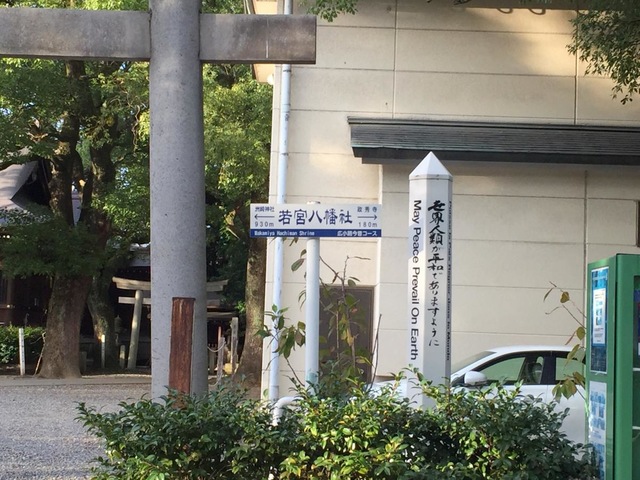 洲崎神社
930m
若宮八幡社
政秀寺
180m
Wakamiya Hachiman Shrine
広小路今昔コース
May Peace Prevail On Earth
世界人類が平和でありますように